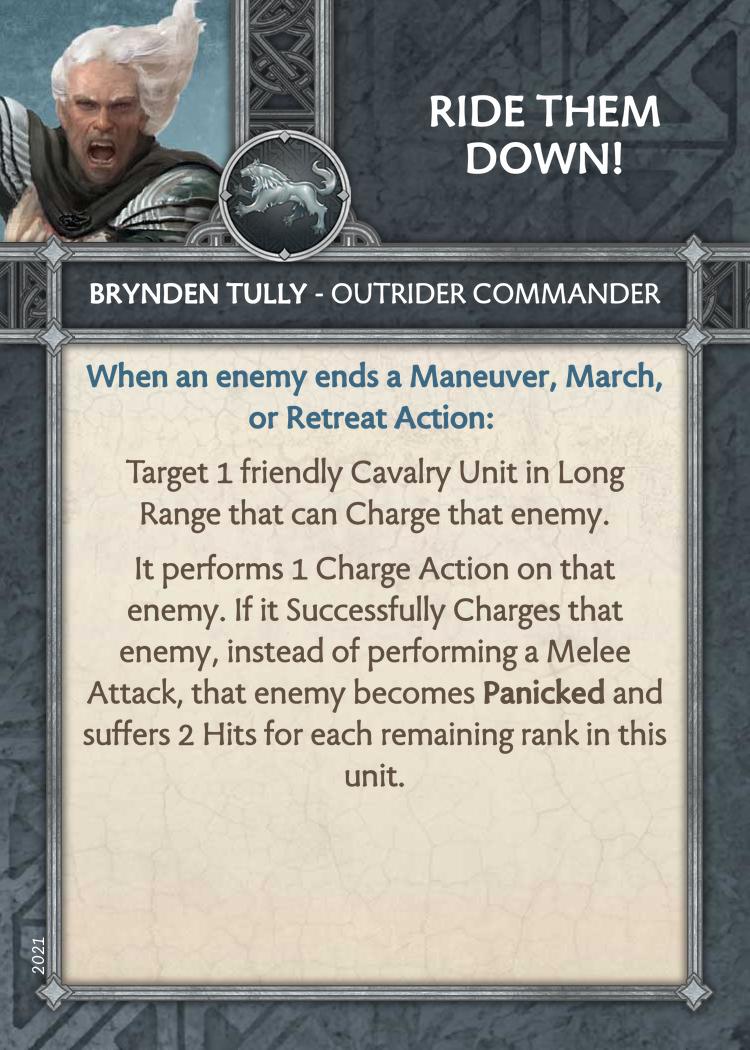 RIDE THEM
DOWN!
BRYNDEN TULLY - OUTRIDER COMMANDER
When an enemy ends a Maneuver, March,
or Retreat Action:
Target 1 friendly Cavalry Unit in Long
Range that can Charge that enemy.
It performs 1 Charge Action on that
enemy. If it Successfully Charges that
enemy, instead of performing a Melee
Attack, that enemy becomes Panicked and
suffers 2 Hits for each remaining rank in this
unit.
2021